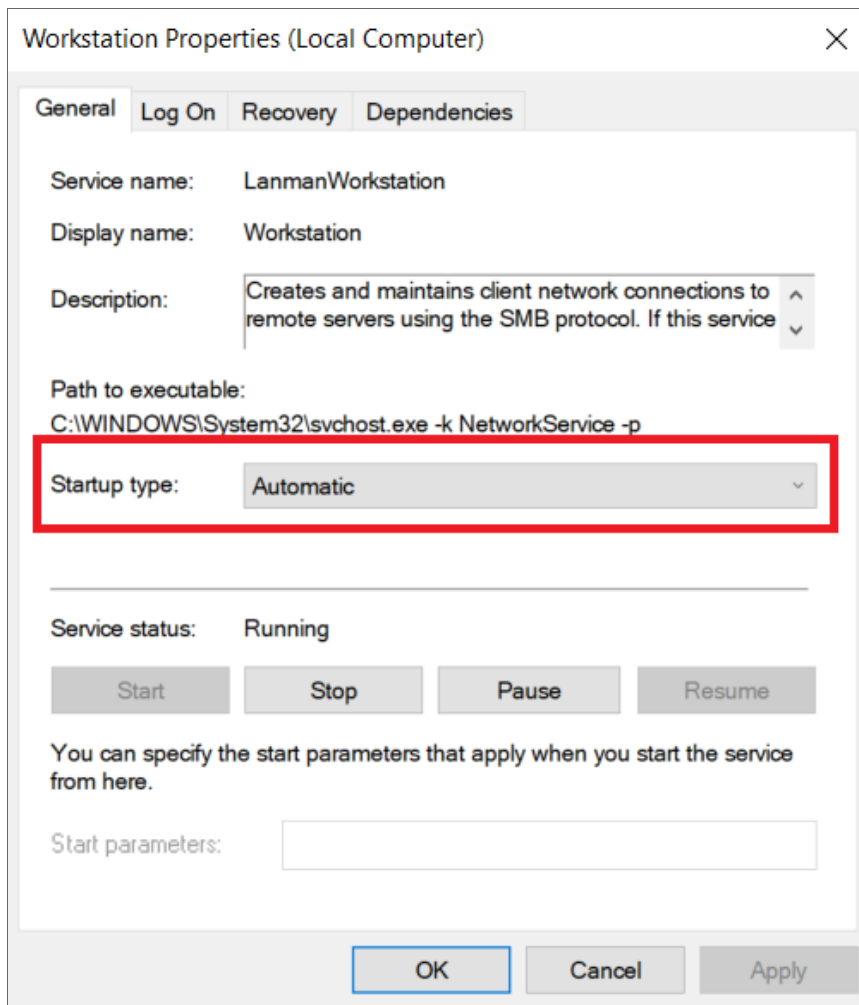 Workstation Properties (Local Computer)
General Log On Recovery Dependencies
Service name: LanmanWorkstation
Display name: Workstation
Description: Creates and maintains client network connections to
remote servers using the SMB protocol. If this service
Path to executable:
C:\WINDOWS\System32\svchost.exe -k NetworkService -p
Startup type: Automatic
Service status: Running
Start Stop Pause Resume
You can specify the start parameters that apply when you start the service
from here.
Start parameters:
OK Cancel Apply